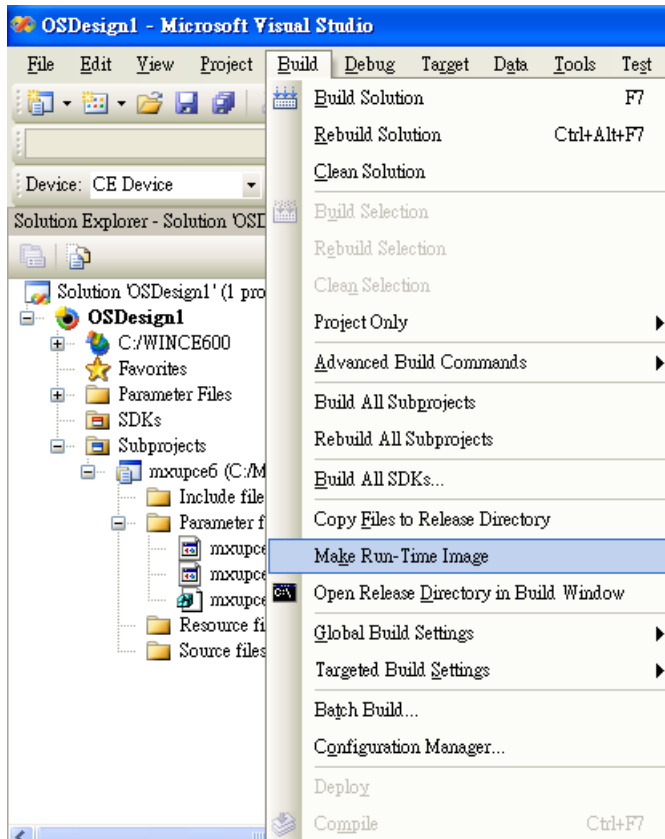 OSDesign1 - Microsoft Visual Studio
File Edit View Project Build Debug Target Data Tools Test
Device: CE Device
Solution Explorer - Solution 'OSD
Solution 'OSDesign1' (1 pro
OSDesign1
C:/WINCE600
Favorites
Parameter Files
SDKs
Subprojects
mxupce6 (C:/M
Include file
Parameter f
mxupce
mxupce
mxupce
Resource fi
Source files
Build Solution F7
Rebuild Solution Ctrl+Alt+F7
Clean Solution
Build Selection
Rebuild Selection
Clean Selection
Project Only
Advanced Build Commands
Build All Subprojects
Rebuild All Subprojects
Build All SDKs...
Copy Files to Release Directory
Make Run-Time Image
Open Release Directory in Build Window
Global Build Settings
Targeted Build Settings
Batch Build...
Configuration Manager...
Deploy
Compile Ctrl+F7